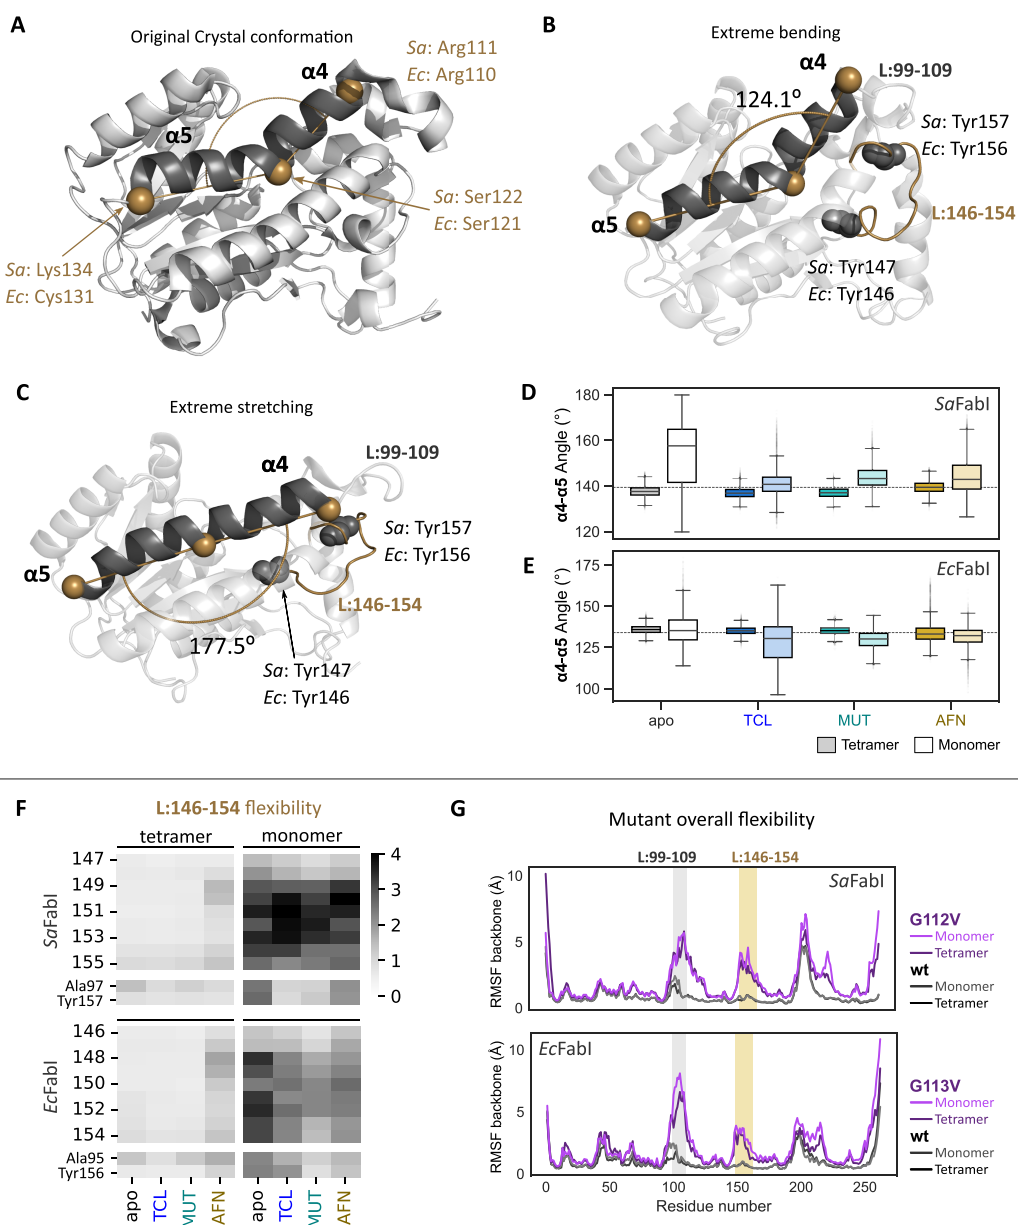 A
Original Crystal conformation
Sa: Arg111
Ec: Arg110
α4
α5
Sa: Ser122
Ec: Ser121
Sa: Lys134
Ec: Cys131
B
Extreme bending
α4
L:99-109
124.1°
Sa: Tyr157
Ec: Tyr156
α5
L:146-154
Sa: Tyr147
Ec: Tyr146
C
Extreme stretching
α4
L:99-109
Sa: Tyr157
Ec: Tyr156
α5
L:146-154
177.5°
Sa: Tyr147
Ec: Tyr146
D
α4-α5 Angle (°)
180
160
140
120
SaFabI
E
α4-α5 Angle (°)
175
150
125
100
EcFabI
apo
TCL
MUT
AFN
Tetramer
Monomer
F
L:146-154 flexibility
tetramer
monomer
SaFabI
147
149
151
153
155
Ala97
Tyr157
4
3
2
1
0
EcFabI
146
148
150
152
154
Ala95
Tyr156
apo
TCL
MUT
AFN
apo
TCL
MUT
AFN
G
Mutant overall flexibility
L:99-109
L:146-154
RMSF backbone (Å)
10
5
0
SaFabI
G112V
Monomer
Tetramer
wt
Monomer
Tetramer
RMSF backbone (Å)
10
5
0
EcFabI
G113V
Monomer
Tetramer
wt
Monomer
Tetramer
0
50
100
150
200
250
Residue number